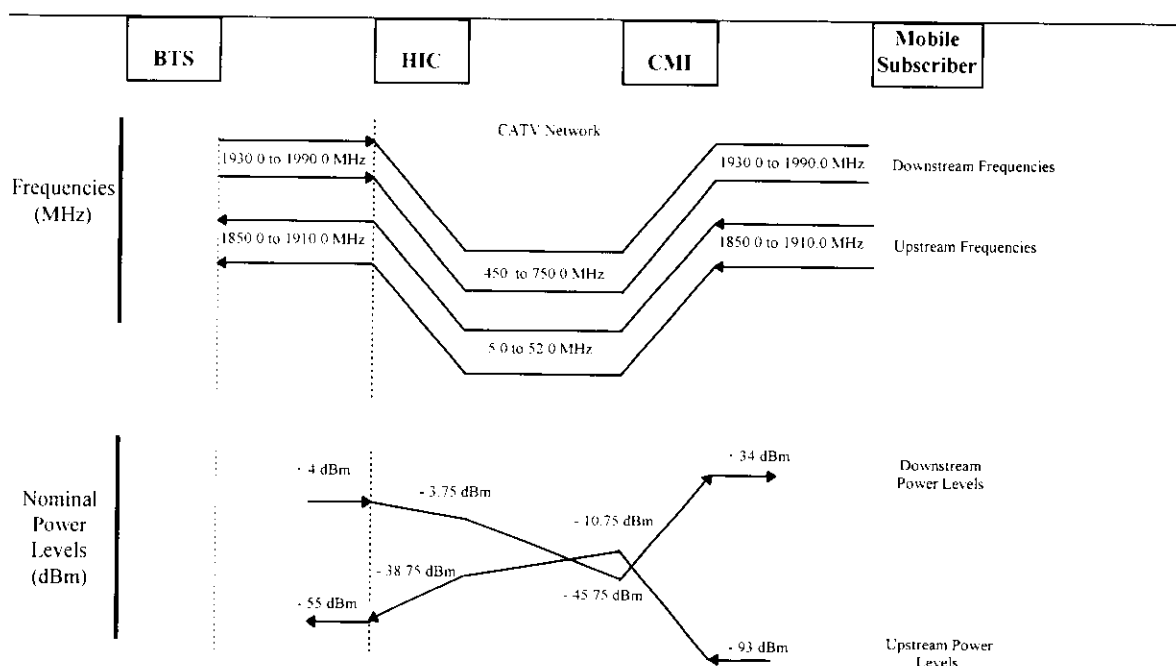 BTS
HIC
CMI
Mobile
Subscriber
CATV Network
Frequencies
(MHz)
1930.0 to 1990.0 MHz
1930.0 to 1990.0 MHz
Downstream Frequencies
1850.0 to 1910.0 MHz
1850.0 to 1910.0 MHz
Upstream Frequencies
450 to 750.0 MHz
5.0 to 52.0 MHz
Nominal
Power
Levels
(dBm)
4 dBm
- 3.75 dBm
- 10.75 dBm
34 dBm
Downstream
Power Levels
- 38.75 dBm
- 45.75 dBm
- 55 dBm
- 93 dBm
Upstream Power
Levels